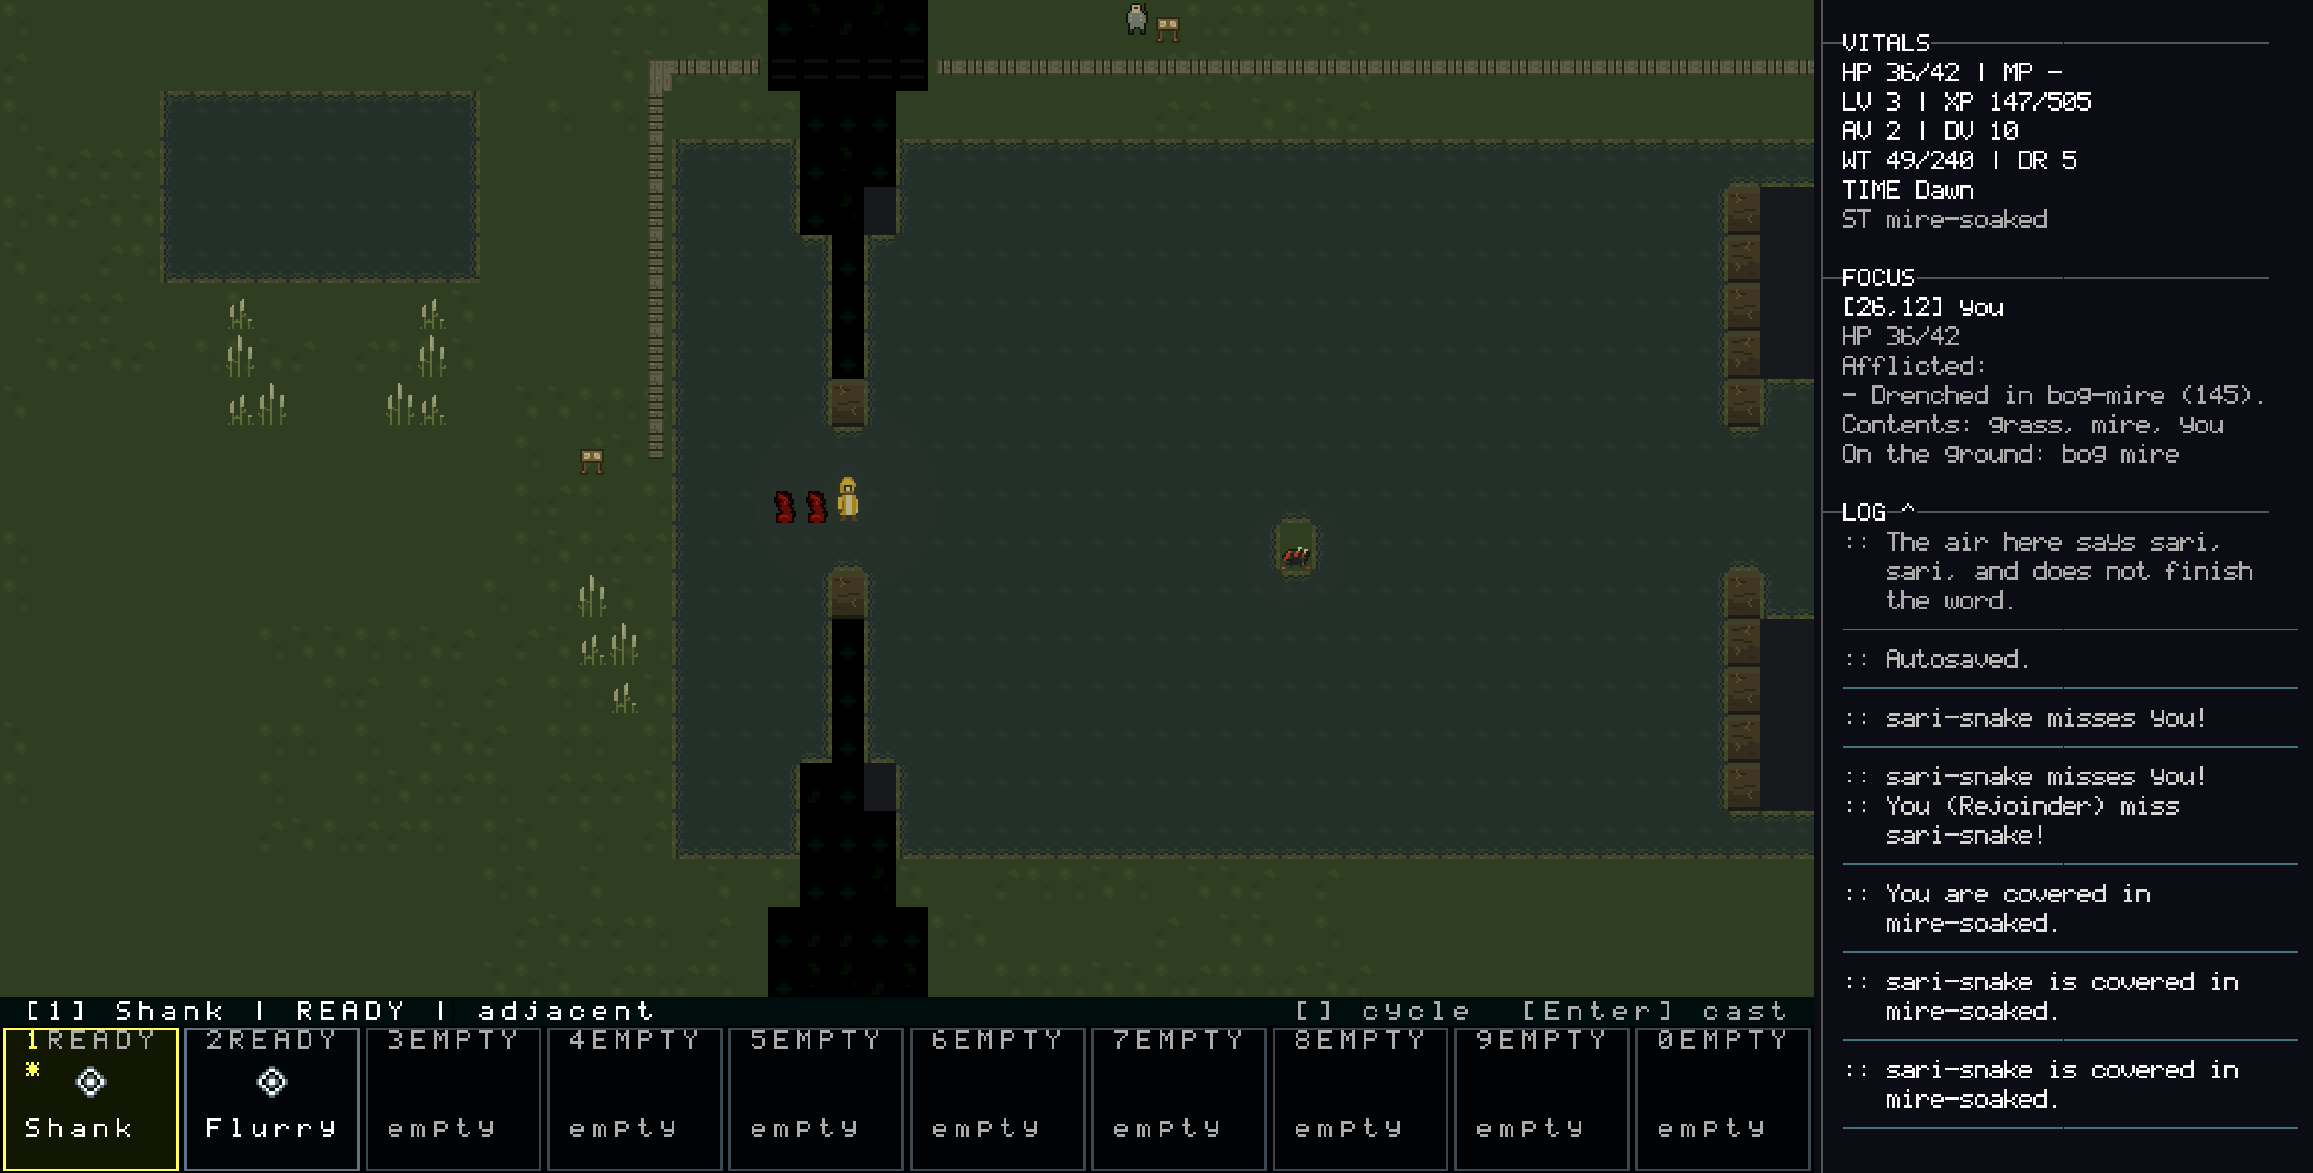 VITALS
HP 36/42 | MP -
LV 3 | XP 147/505
AV 2 | DV 10
WT 49/240 | DR 5
TIME Dawn
ST mire-soaked
FOCUS
[26,12] You
HP 36/42
Afflicted:
- Drenched in bog-mire (145).
Contents: grass, mire, you
On the ground: bog mire
LOG ^
:: The air here says sari,
sari, and does not finish
the word.
:: Autosaved.
:: sari-snake misses you!
:: sari-snake misses you!
:: You (Rejoinder) miss
sari-snake!
:: You are covered in
mire-soaked.
:: sari-snake is covered in
mire-soaked.
:: sari-snake is covered in
mire-soaked.
[1] Shank | READY | adjacent
[] cycle [Enter] cast
1READY 2READY 3EMPTY 4EMPTY 5EMPTY 6EMPTY 7EMPTY 8EMPTY 9EMPTY 0EMPTY
Shank Flurry empty empty empty empty empty empty empty empty